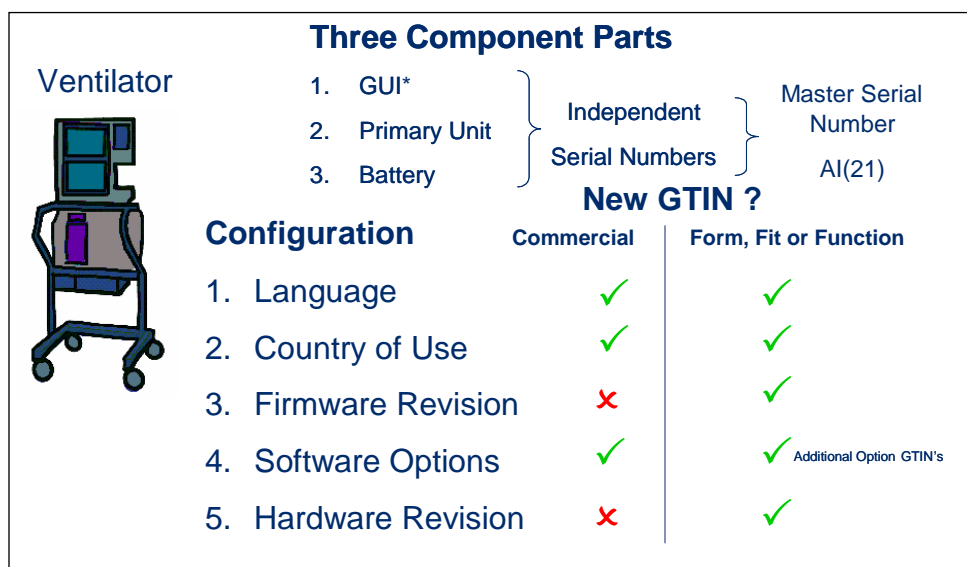 Three Component Parts
Ventilator
1. GUI*
2. Primary Unit
3. Battery
Independent
Serial Numbers
Master Serial
Number
AI(21)
New GTIN ?
Configuration
Commercial
Form, Fit or Function
1. Language
2. Country of Use
3. Firmware Revision
4. Software Options
Additional Option GTIN's
5. Hardware Revision